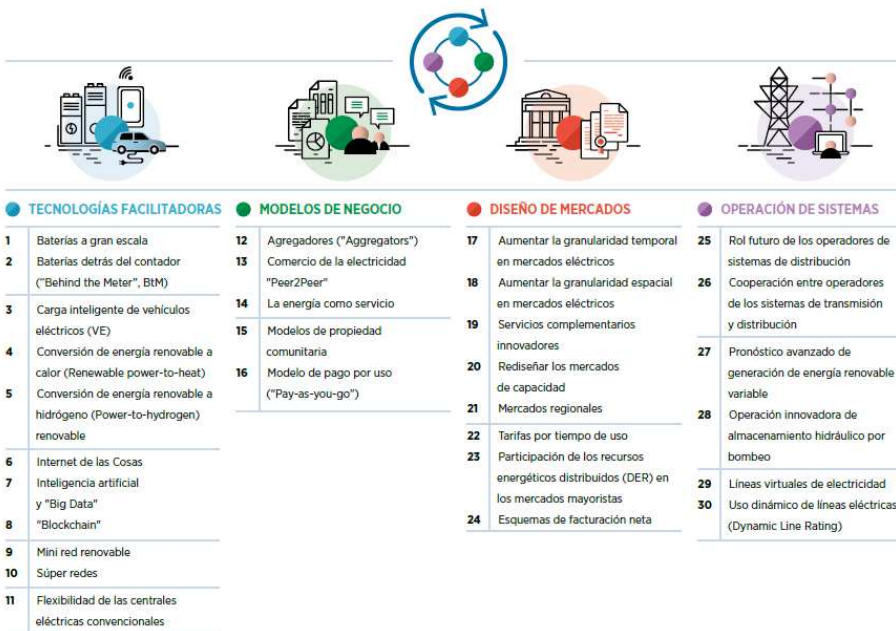 TECNOLOGÍAS FACILITADORAS
1 Baterías a gran escala
2 Baterías detrás del contador
("Behind the Meter", BtM)
3 Carga inteligente de vehículos
eléctricos (VE)
4 Conversión de energía renovable a
calor (Renewable power-to-heat)
5 Conversión de energía renovable a
hidrógeno (Power-to-hydrogen)
renovable
6 Internet de las Cosas
7 Inteligencia artificial
y "Big Data"
8 "Blockchain"
9 Mini red renovable
10 Súper redes
11 Flexibilidad de las centrales
eléctricas convencionales
MODELOS DE NEGOCIO
12 Agregadores ("Aggregators")
13 Comercio de la electricidad
"Peer2Peer"
14 La energía como servicio
15 Modelos de propiedad
comunitaria
16 Modelo de pago por uso
("Pay-as-you-go")
DISEÑO DE MERCADOS
17 Aumentar la granularidad temporal
en mercados eléctricos
18 Aumentar la granularidad espacial
en mercados eléctricos
19 Servicios complementarios
innovadores
20 Rediseñar los mercados
de capacidad
21 Mercados regionales
22 Tarifas por tiempo de uso
23 Participación de los recursos
energéticos distribuidos (DER) en
los mercados mayoristas
24 Esquemas de facturación neta
OPERACIÓN DE SISTEMAS
25 Rol futuro de los operadores de
sistemas de distribución
26 Cooperación entre operadores
de los sistemas de transmisión
y distribución
27 Pronóstico avanzado de
generación de energía renovable
variable
28 Operación innovadora de
almacenamiento hidráulico por
bombeo
29 Líneas virtuales de electricidad
30 Uso dinámico de líneas eléctricas
(Dynamic Line Rating)